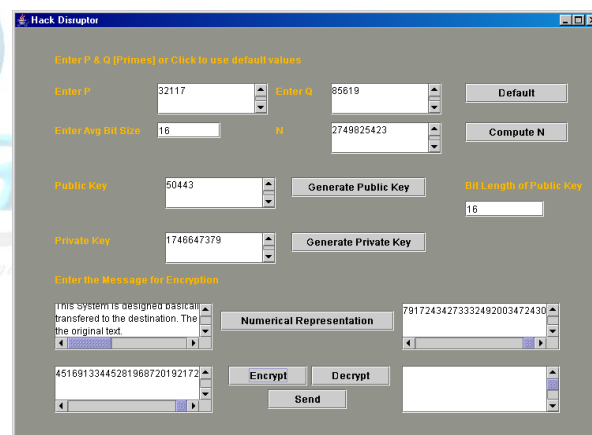 Hack Disruptor
Enter P & Q [Primes] or Click to use default values
Enter P 32117 Enter Q 85619 Default
Enter Avg Bit Size 16 N 2749825423 Compute N
Public Key 50443 Generate Public Key Bit Length of Public Key
16
Private Key 1746647379 Generate Private Key
Enter the Message for Encryption
This System is designed basicall
transfered to the destination. The
the original text.
Numerical Representation
7917243427333249200347243​0
45169133445281968720192172
Encrypt Decrypt
Send